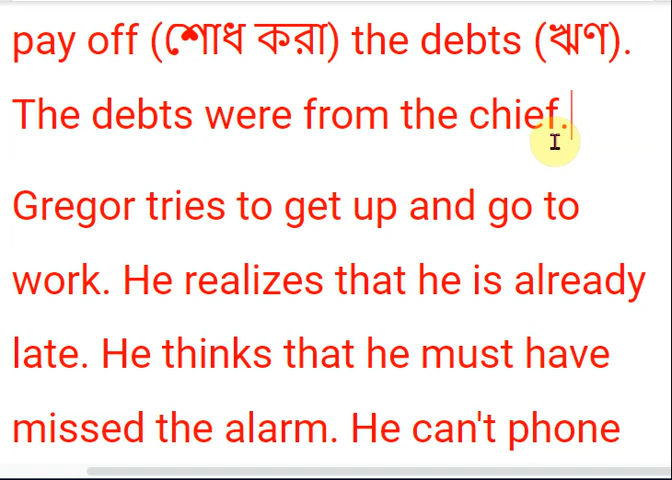 pay off (শোধ করা) the debts (ঋণ).
The debts were from the chief.
Gregor tries to get up and go to
work. He realizes that he is already
late. He thinks that he must have
missed the alarm. He can't phone